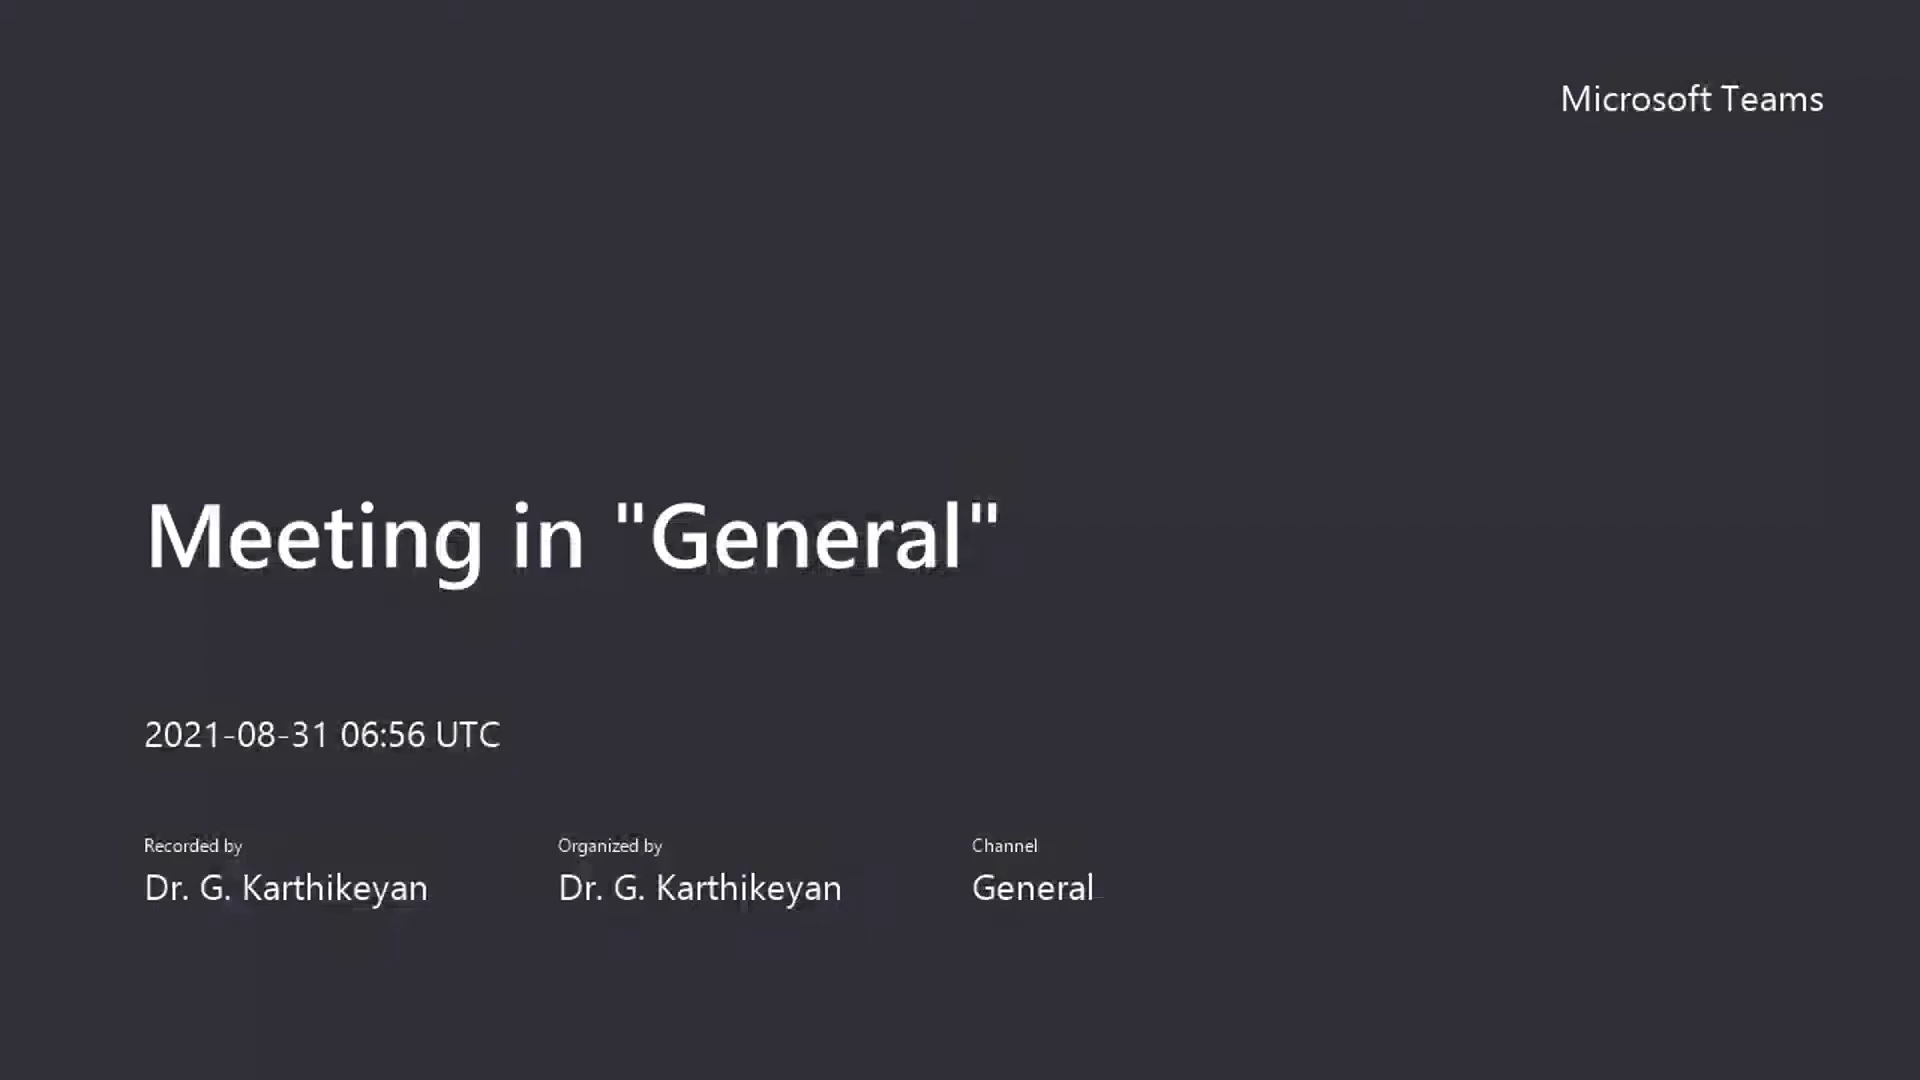 Microsoft Teams
Meeting in "General"
2021-08-31 06:56 UTC
Recorded by
Dr. G. Karthikeyan
Organized by
Dr. G. Karthikeyan
Channel
General